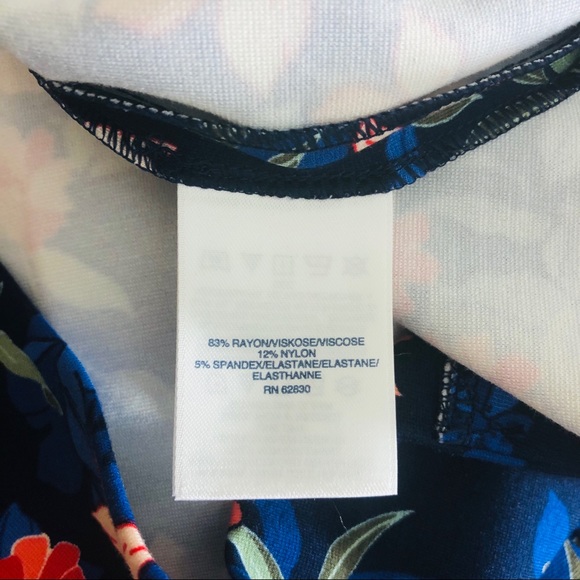 83% RAYON/VISKOSE/VISCOSE
12% NYLON
5% SPANDEX/ELASTANE/ELASTANE/
ELASTHANNE
RN 62830